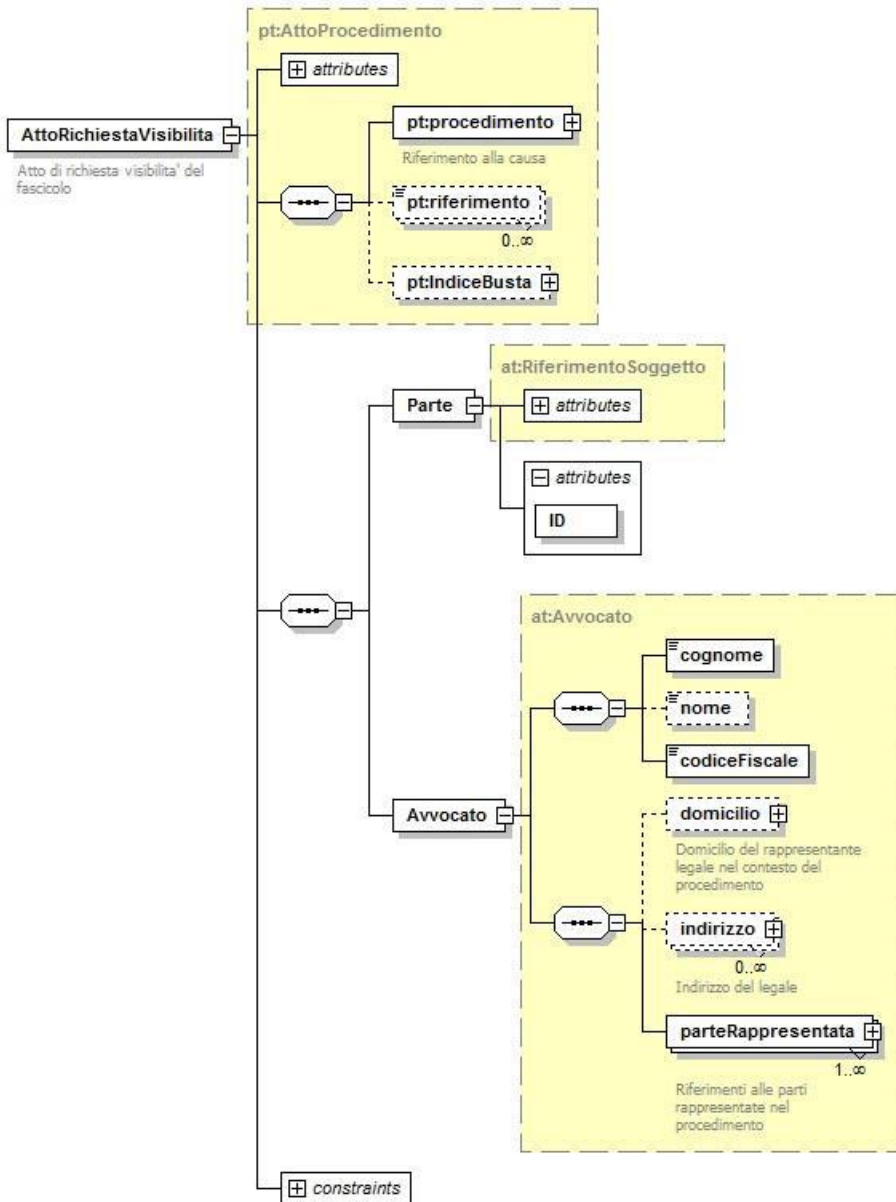 pt:AttoProcedimento
attributes
AttoRichiestaVisibilita
Atto di richiesta visibilita' del
fascicolo
pt:procedimento
Riferimento alla causa
pt:riferimento
0..∞
pt:IndiceBusta
at:RiferimentoSoggetto
Parte
attributes
attributes
ID
at:Avvocato
cognome
nome
codiceFiscale
Avvocato
domicilio
Domicilio del rappresentante
legale nel contesto del
procedimento
indirizzo
0..∞
Indirizzo del legale
parteRappresentata
1..∞
Riferimenti alle parti
rappresentate nel
procedimento
constraints